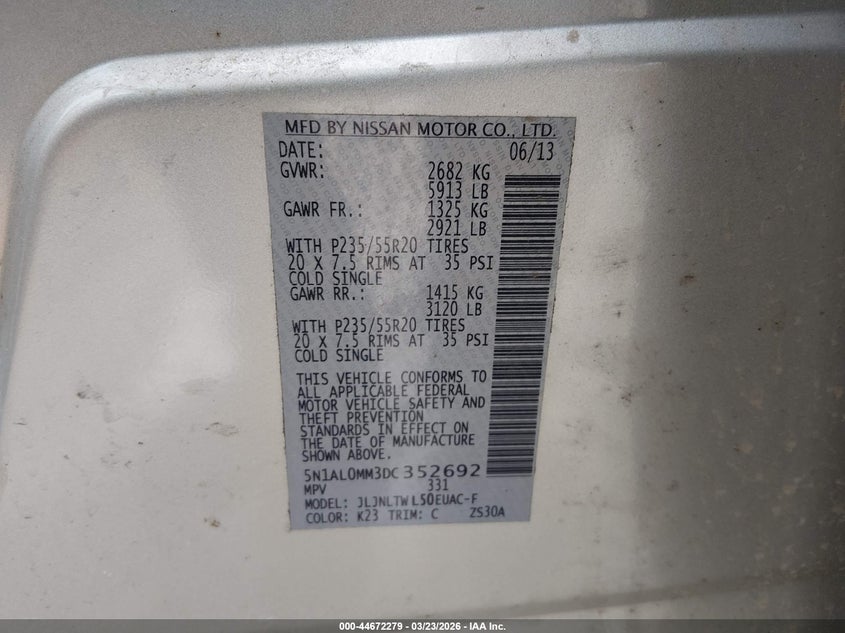 MFD BY NISSAN MOTOR CO., LTD.
DATE: 06/13
GVWR: 2682 KG
5913 LB
GAWR FR.: 1325 KG
2921 LB
WITH P235/55R20 TIRES
20 X 7.5 RIMS AT 35 PSI
COLD SINGLE
GAWR RR.: 1415 KG
3120 LB
WITH P235/55R20 TIRES
20 X 7.5 RIMS AT 35 PSI
COLD SINGLE
THIS VEHICLE CONFORMS TO
ALL APPLICABLE FEDERAL
MOTOR VEHICLE SAFETY AND
THEFT PREVENTION
STANDARDS IN EFFECT ON
THE DATE OF MANUFACTURE
SHOWN ABOVE.
5N1AL0MM3DC352692
MPV 331
MODEL: JLJNLTWL50EUAC-F
COLOR: K23 TRIM: C ZS30A
000-44672279 - 03/23/2026 - IAA Inc.